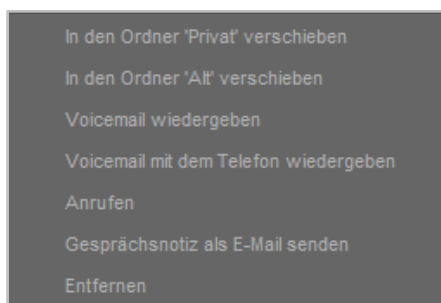 In den Ordner 'Privat' verschieben
In den Ordner 'Alt' verschieben
Voicemail wiedergeben
Voicemail mit dem Telefon wiedergeben
Anrufen
Gesprächsnotiz als E-Mail senden
Entfernen